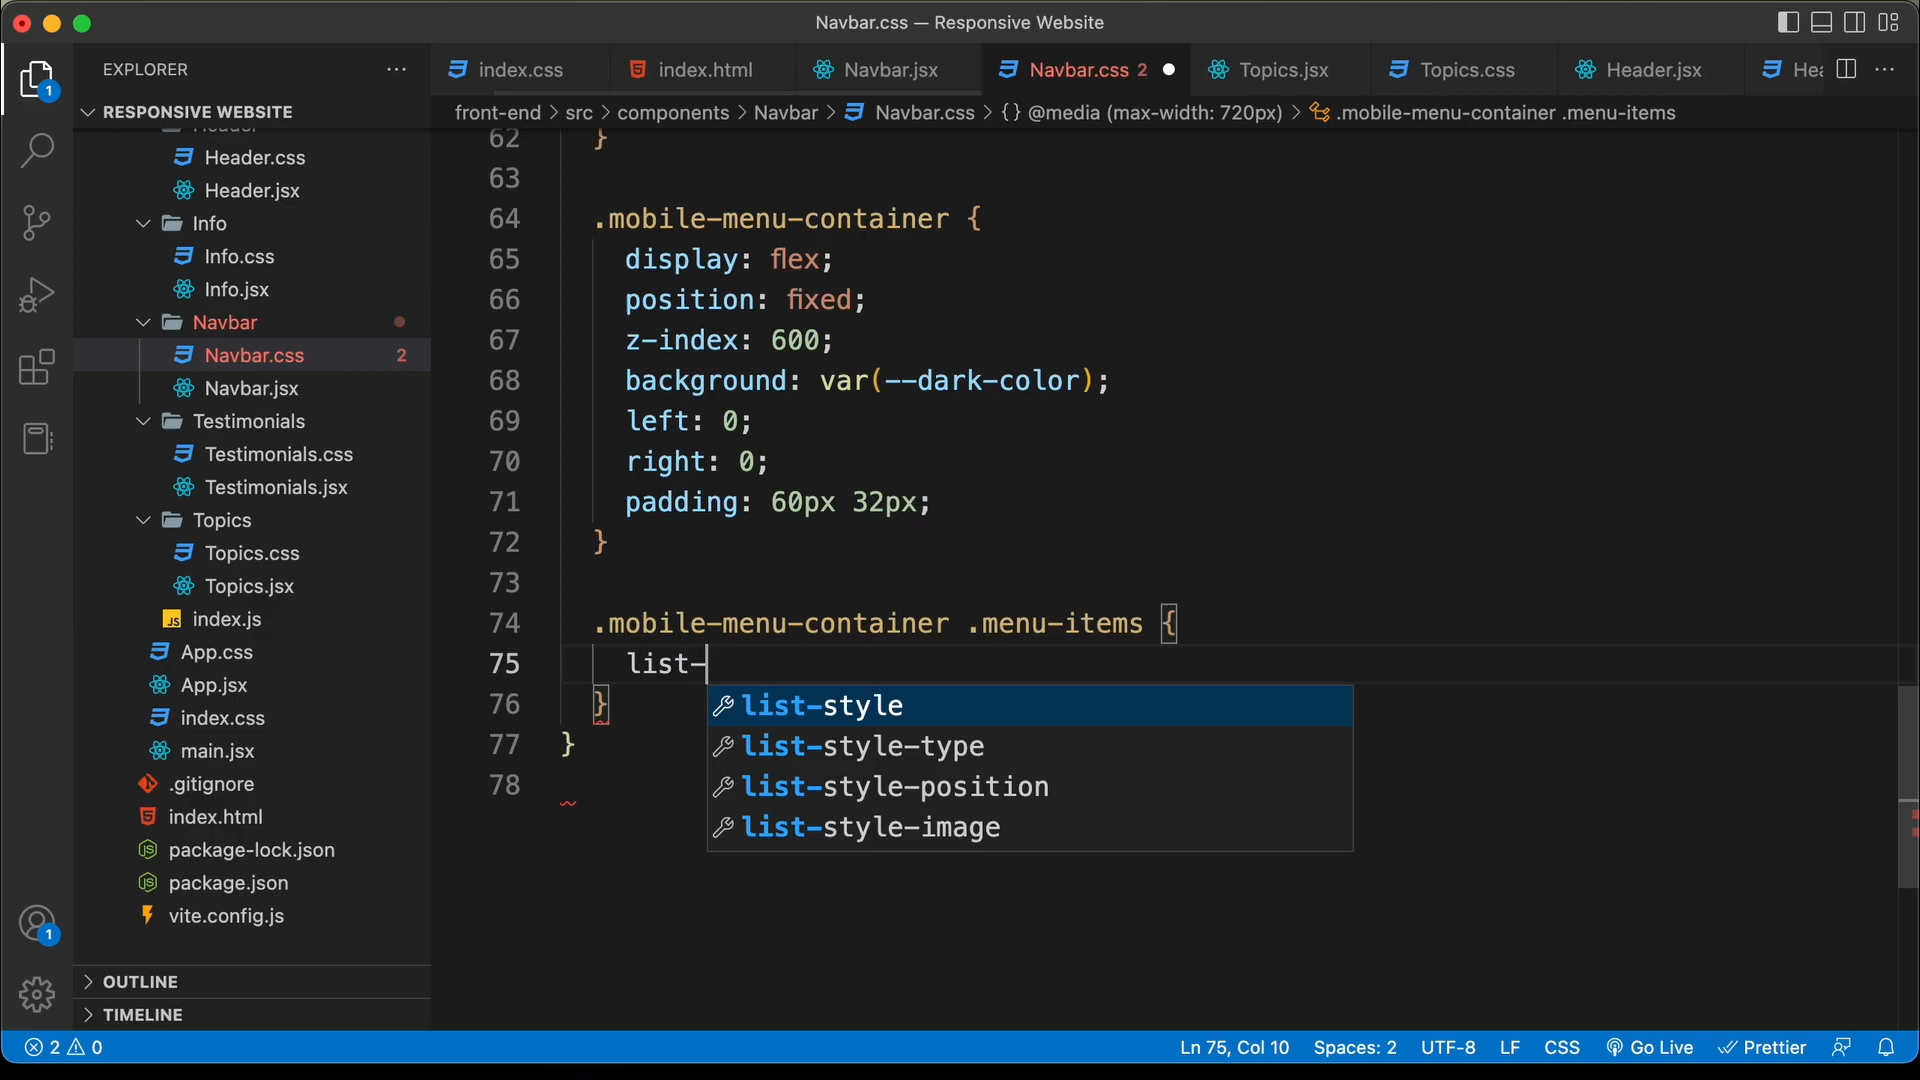 Navbar.css — Responsive Website
EXPLORER
RESPONSIVE WEBSITE
Header
Header.css
Header.jsx
Info
Info.css
Info.jsx
Navbar
Navbar.css 2
Navbar.jsx
Testimonials
Testimonials.css
Testimonials.jsx
Topics
Topics.css
Topics.jsx
index.js
App.css
App.jsx
index.css
main.jsx
.gitignore
index.html
package-lock.json
package.json
vite.config.js
OUTLINE
TIMELINE
1
1
index.css index.html Navbar.jsx Navbar.css 2 Topics.jsx Topics.css Header.jsx Hea
front-end > src > components > Navbar > Navbar.css > {} @media (max-width: 720px) > .mobile-menu-container .menu-items
62 }
63
64 .mobile-menu-container {
65 display: flex;
66 position: fixed;
67 z-index: 600;
68 background: var(--dark-color);
69 left: 0;
70 right: 0;
71 padding: 60px 32px;
72 }
73
74 .mobile-menu-container .menu-items {
75 list-
76 }
77 }
78
list-style
list-style-type
list-style-position
list-style-image
2 0 Ln 75, Col 10 Spaces: 2 UTF-8 LF CSS Go Live Prettier